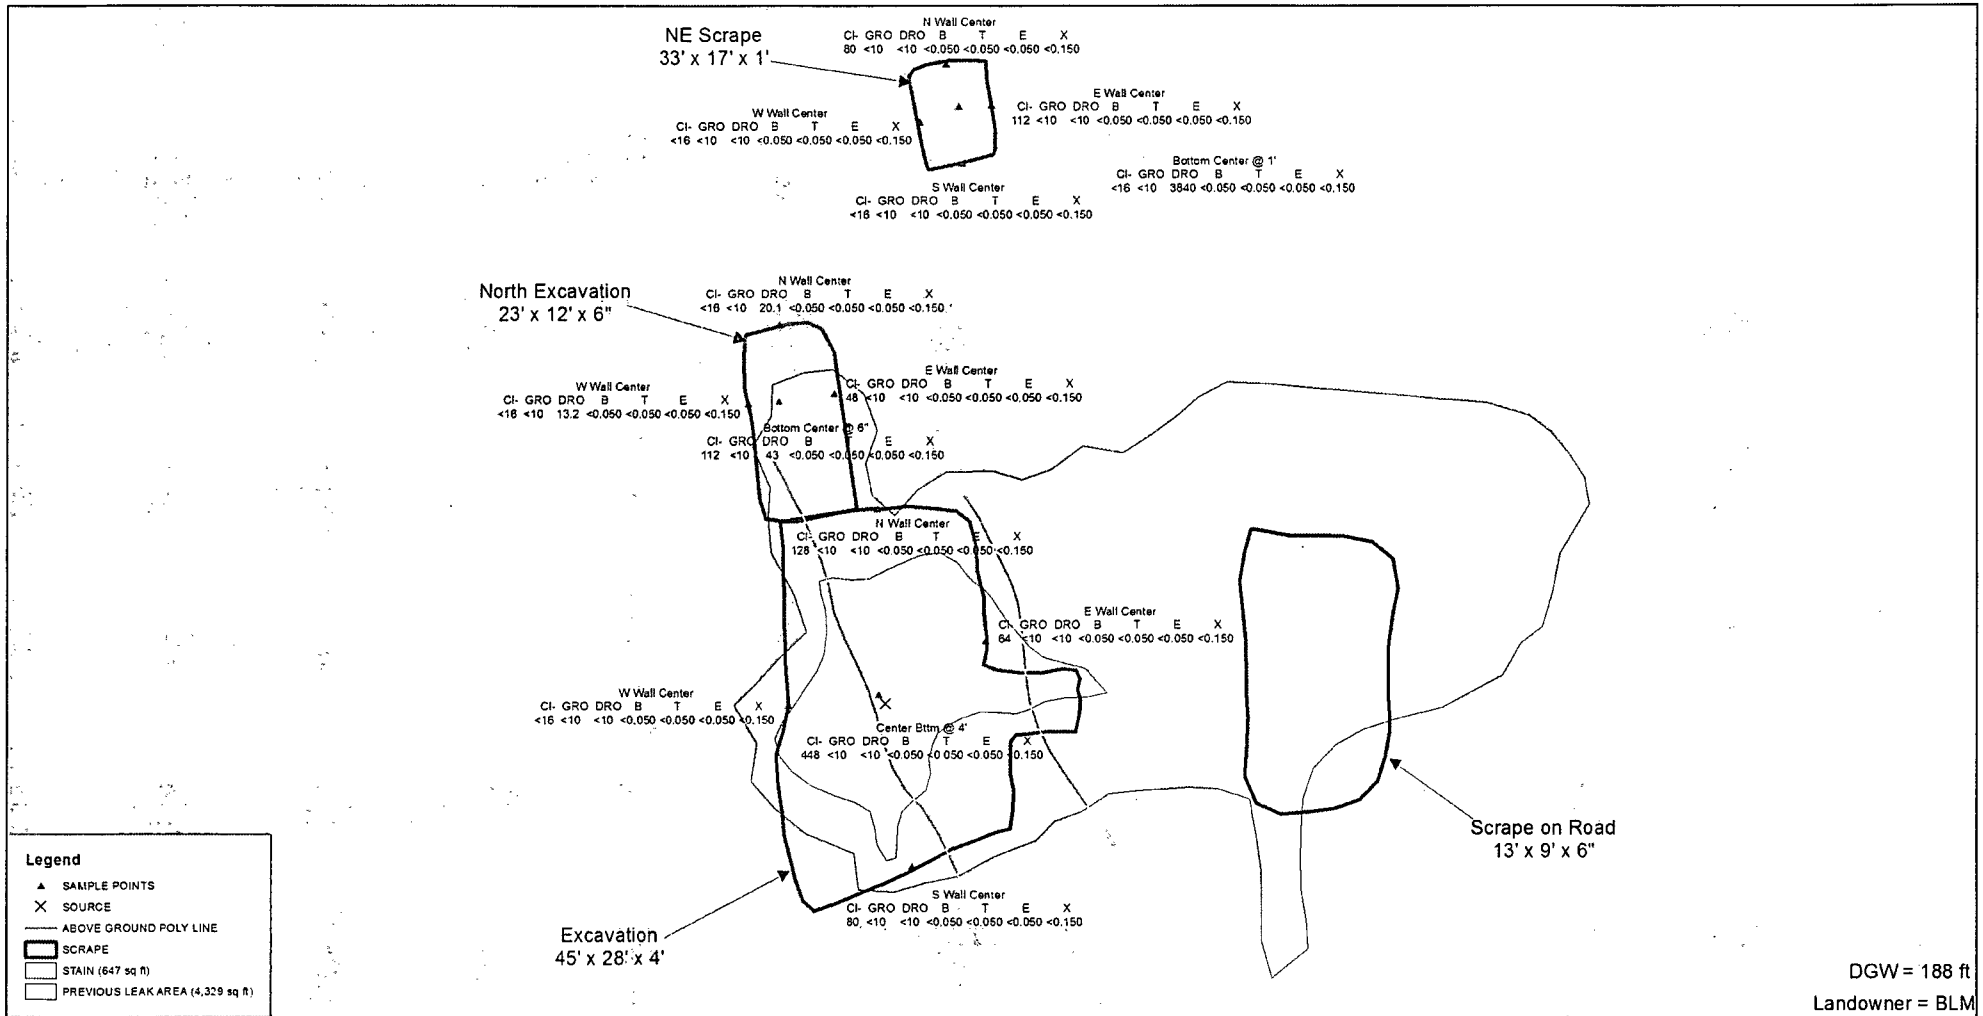 N Wall Center
Cl- GRO DRO B T E X
80 <10 <10 <0.050 <0.050 <0.050 <0.150
NE Scrape
33' x 17' x 1'
E Wall Center
Cl- GRO DRO B T E X
112 <10 <10 <0.050 <0.050 <0.050 <0.150
W Wall Center
Cl- GRO DRO B T E X
<16 <10 <10 <0.050 <0.050 <0.050 <0.150
Bottom Center @ 1'
Cl- GRO DRO B T E X
<16 <10 3840 <0.050 <0.050 <0.050 <0.150
S Wall Center
Cl- GRO DRO B T E X
<16 <10 <10 <0.050 <0.050 <0.050 <0.150
North Excavation
23' x 12' x 6"
N Wall Center
Cl- GRO DRO B T E X
<16 <10 20.1 <0.050 <0.050 <0.050 <0.150
E Wall Center
Cl- GRO DRO B T E X
48 <10 <10 <0.050 <0.050 <0.050 <0.150
W Wall Center
Cl- GRO DRO B T E X
<16 <10 13.2 <0.050 <0.050 <0.050 <0.150
Bottom Center @ 6"
Cl- GRO DRO B T E X
112 <10 43 <0.050 <0.050 <0.050 <0.150
N Wall Center
Cl- GRO DRO B T E X
128 <10 <10 <0.050 <0.050 <0.050 <0.150
E Wall Center
Cl- GRO DRO B T E X
64 <10 <10 <0.050 <0.050 <0.050 <0.150
W Wall Center
Cl- GRO DRO B T E X
<16 <10 <10 <0.050 <0.050 <0.050 <0.150
Center Bttm @ 4'
Cl- GRO DRO B T E X
448 <10 <10 <0.050 <0.050 <0.050 <0.150
Scrape on Road
13' x 9' x 6"
S Wall Center
Cl- GRO DRO B T E X
80 <10 <10 <0.050 <0.050 <0.050 <0.150
Excavation
45' x 28' x 4'
Legend
SAMPLE POINTS
SOURCE
ABOVE GROUND POLY LINE
SCRAPE
STAIN (647 sq ft)
PREVIOUS LEAK AREA (4,329 sq ft)
DGW = 188 ft
Landowner = BLM